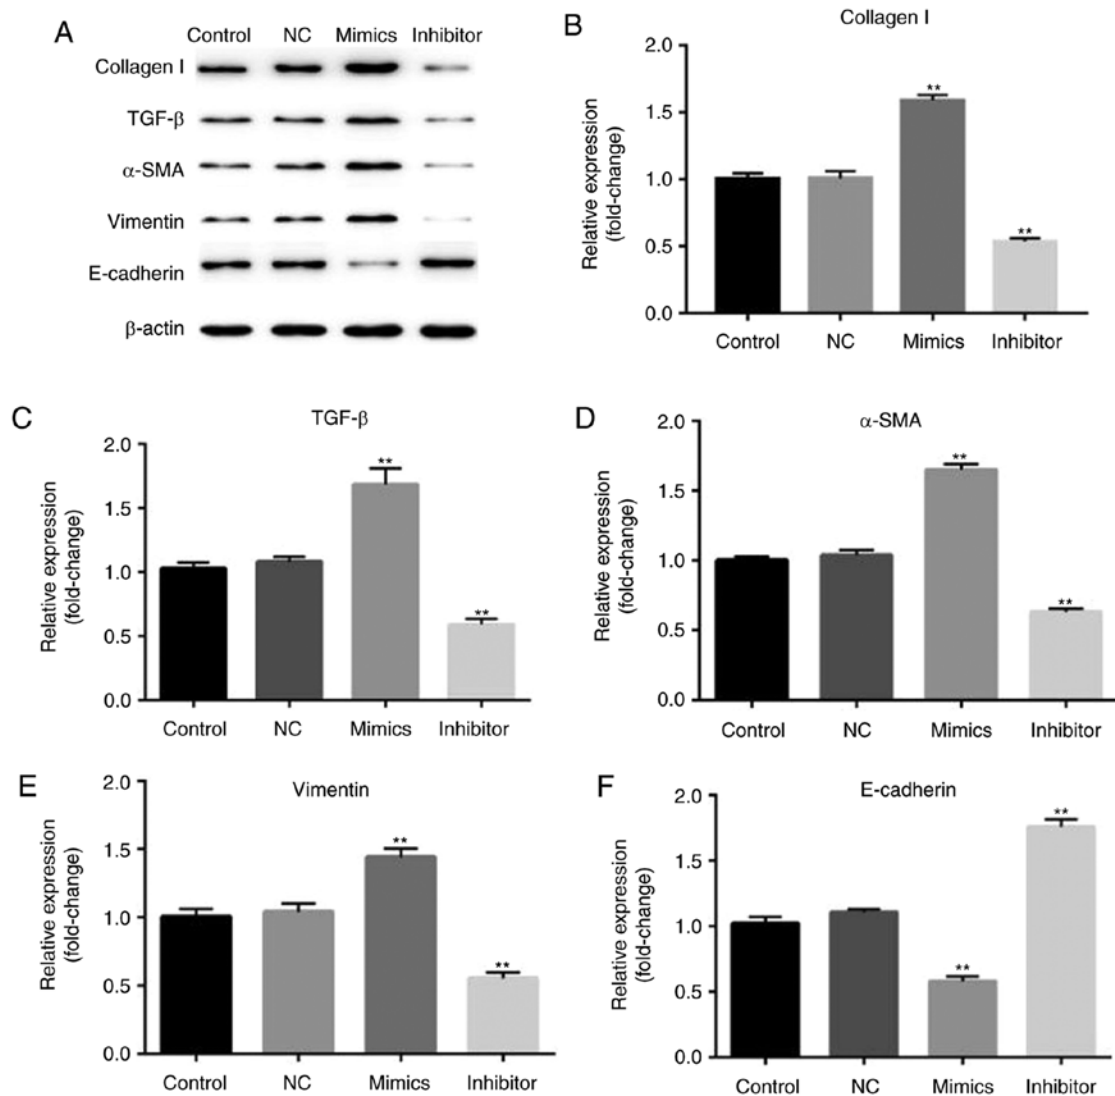 A
Control NC Mimics Inhibitor
Collagen I
TGF-β
α-SMA
Vimentin
E-cadherin
β-actin
B
Collagen I
Relative expression
(fold-change)
2.0
1.5
1.0
0.5
0.0
**
**
Control NC Mimics Inhibitor
C
TGF-β
Relative expression
(fold-change)
2.0
1.5
1.0
0.5
0.0
**
**
Control NC Mimics Inhibitor
D
α-SMA
Relative expression
(fold-change)
2.0
1.5
1.0
0.5
0.0
**
**
Control NC Mimics Inhibitor
E
Vimentin
Relative expression
(fold-change)
2.0
1.5
1.0
0.5
0.0
**
**
Control NC Mimics Inhibitor
F
E-cadherin
Relative expression
(fold-change)
2.0
1.5
1.0
0.5
0.0
**
**
Control NC Mimics Inhibitor